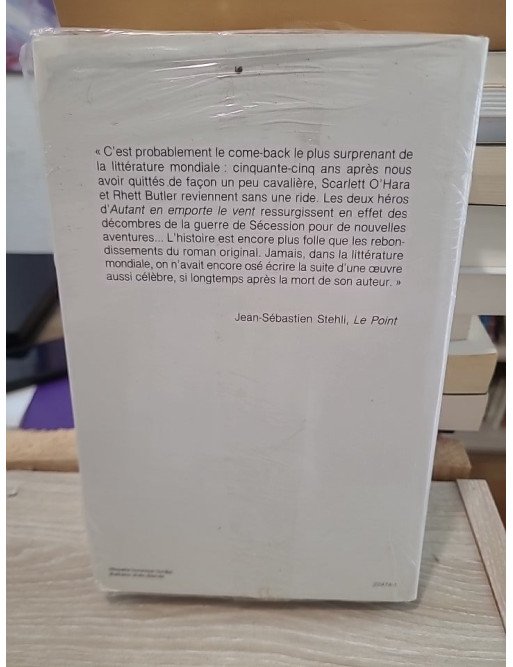 « C'est probablement le come-back le plus surprenant de
la littérature mondiale : cinquante-cinq ans après nous
avoir quittés de façon un peu cavalière, Scarlett O'Hara
et Rhett Butler reviennent sans une ride. Les deux héros
d'Autant en emporte le vent ressurgissent en effet des
décombres de la guerre de Sécession pour de nouvelles
aventures... L'histoire est encore plus folle que les rebon-
dissements du roman original. Jamais, dans la littérature
mondiale, on n'avait encore osé écrire la suite d'une œuvre
aussi célèbre, si longtemps après la mort de son auteur. »
Jean-Sébastien Stehli, Le Point